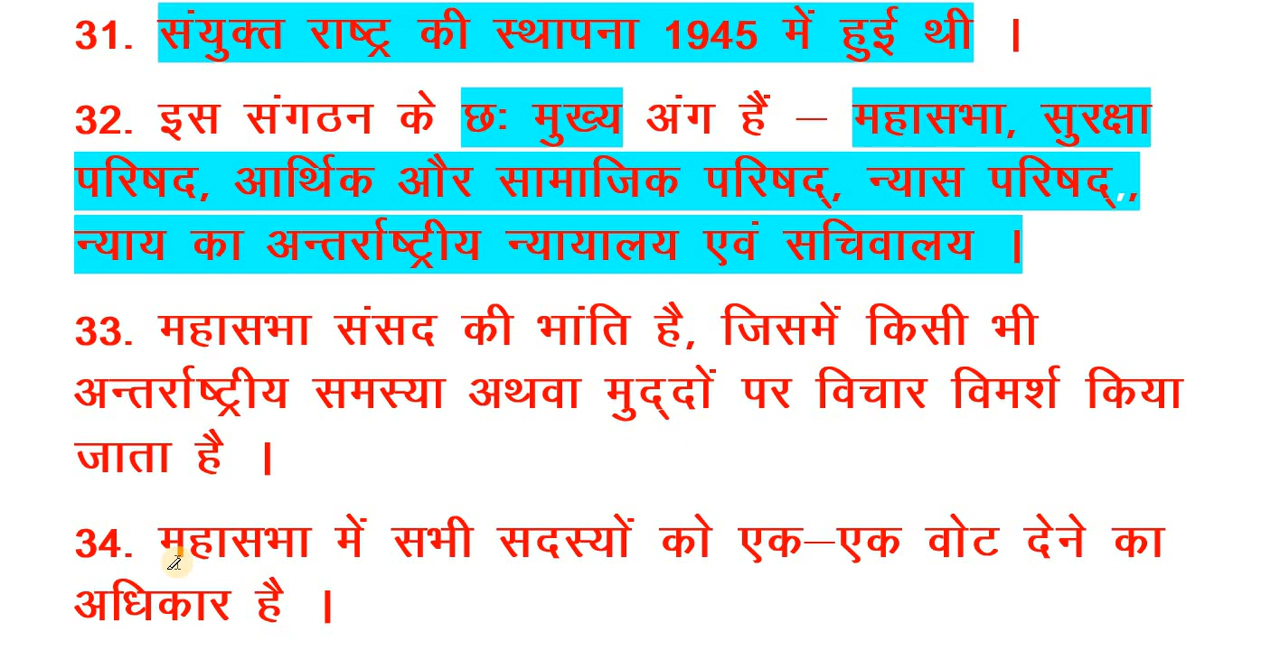 31. संयुक्त राष्ट्र की स्थापना 1945 में हुई थी ।
32. इस संगठन के छः मुख्य अंग हैं – महासभा, सुरक्षा
परिषद, आर्थिक और सामाजिक परिषद्, न्यास परिषद्,,
न्याय का अन्तर्राष्ट्रीय न्यायालय एवं सचिवालय ।
33. महासभा संसद की भांति है, जिसमें किसी भी
अन्तर्राष्ट्रीय समस्या अथवा मुद्दों पर विचार विमर्श किया
जाता है ।
34. महासभा में सभी सदस्यों को एक–एक वोट देने का
अधिकार है ।